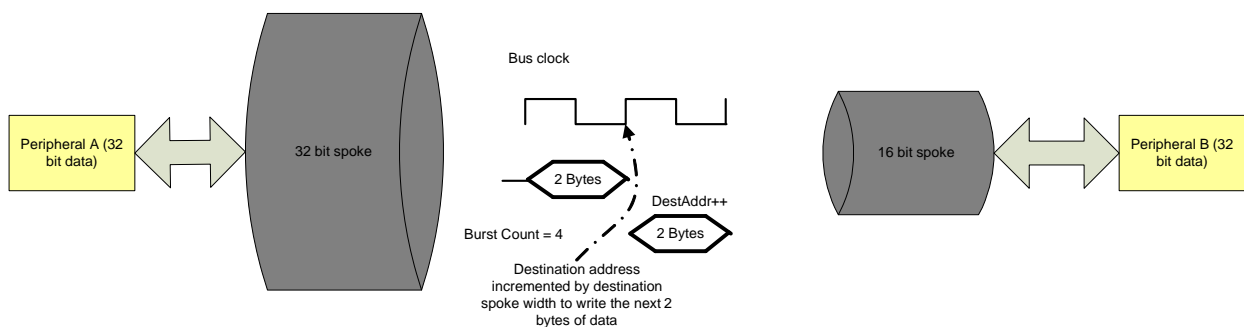 Bus clock
Peripheral A (32
bit data)
32 bit spoke
2 Bytes
DestAddr++
2 Bytes
Burst Count = 4
Destination address
incremented by destination
spoke width to write the next 2
bytes of data
16 bit spoke
Peripheral B (32
bit data)